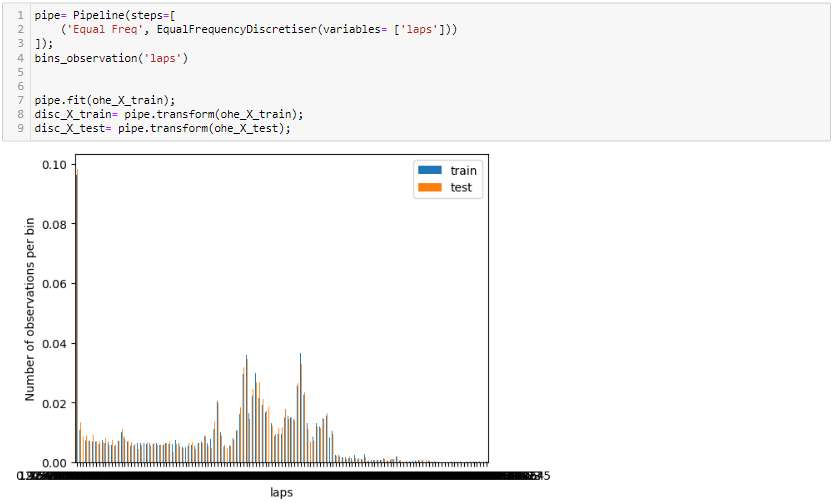 1 pipe= Pipeline(steps=[
2 ('Equal Freq', EqualFrequencyDiscretiser(variables= ['laps']))
3 ]);
4 bins_observation('laps')
5
6
7 pipe.fit(ohe_X_train);
8 disc_X_train= pipe.transform(ohe_X_train);
9 disc_X_test= pipe.transform(ohe_X_test);
train
test
0.10
0.08
0.06
0.04
0.02
0.00
Number of observations per bin
laps